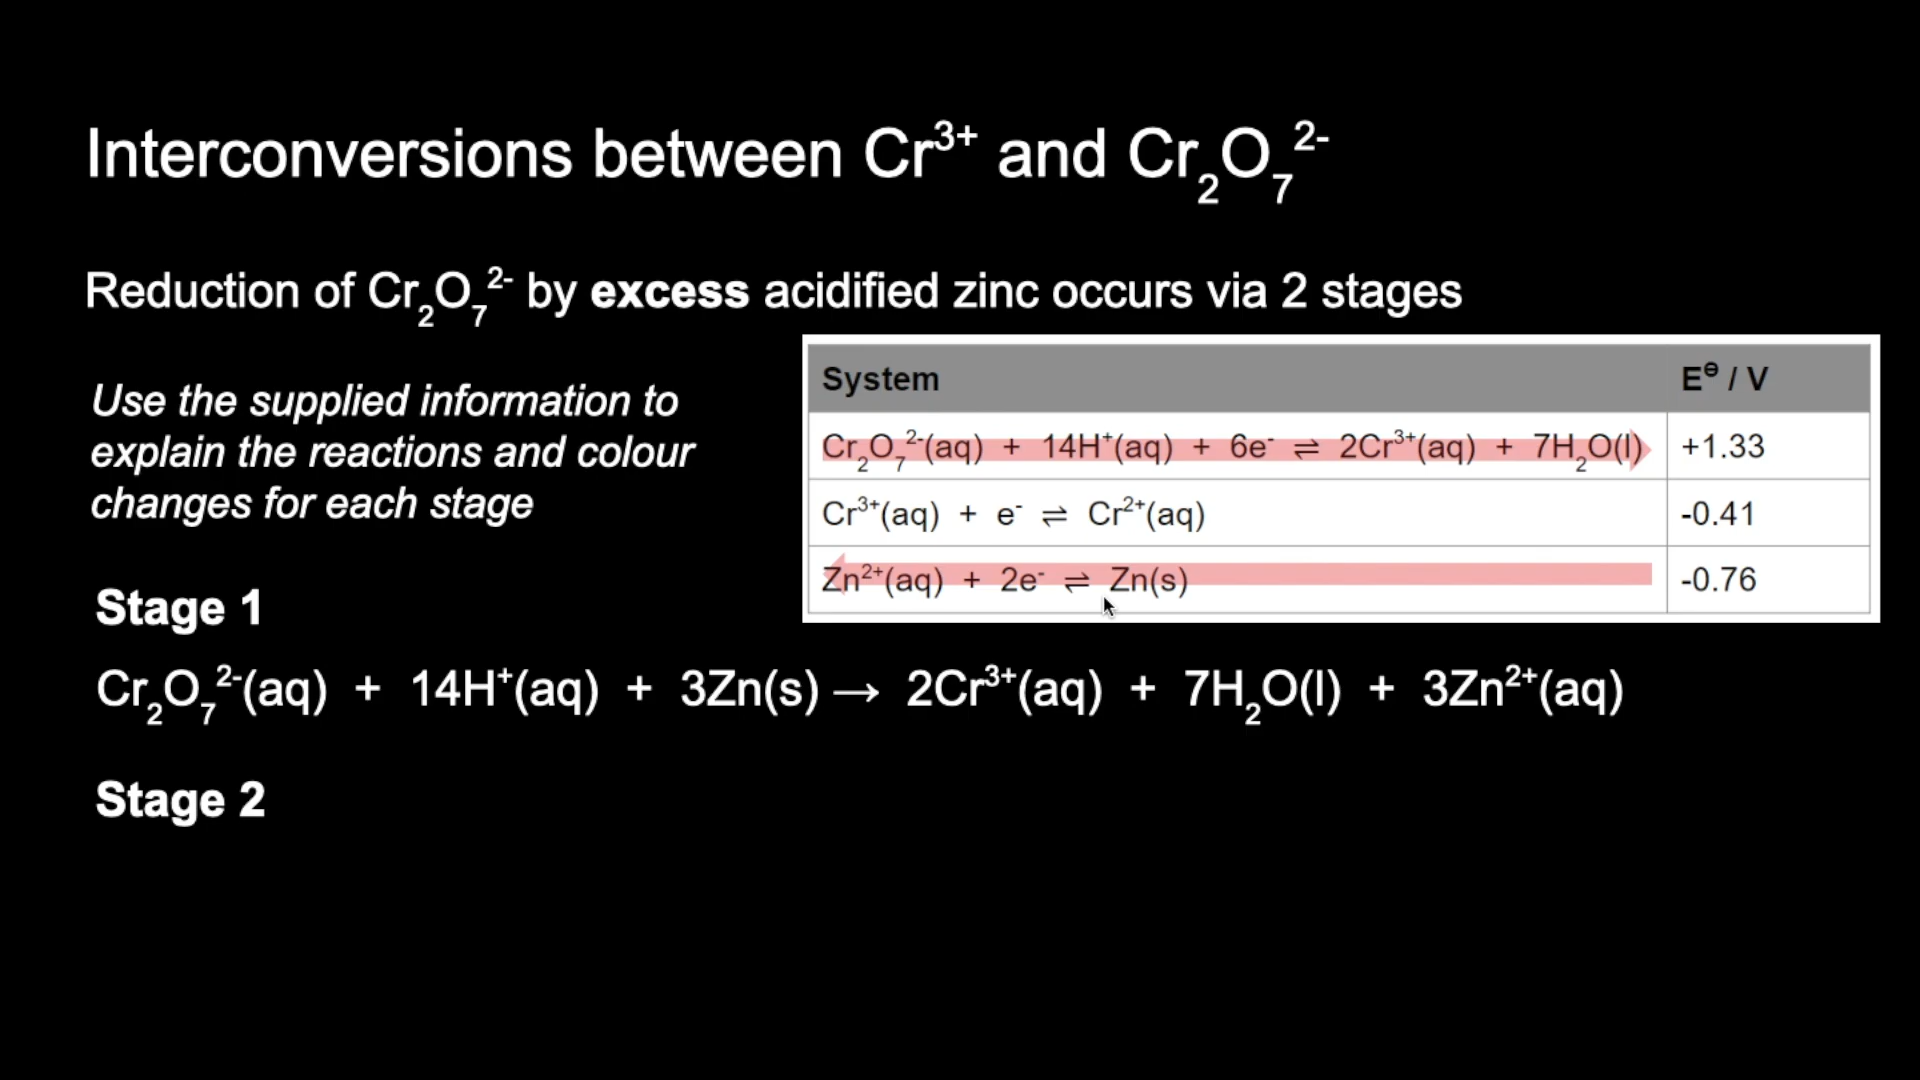 Interconversions between Cr³⁺ and Cr₂O₇²⁻
Reduction of Cr₂O₇²⁻ by excess acidified zinc occurs via 2 stages
Use the supplied information to
explain the reactions and colour
changes for each stage
System E⦵ / V
Cr₂O₇²⁻(aq) + 14H⁺(aq) + 6e⁻ ⇌ 2Cr³⁺(aq) + 7H₂O(l) +1.33
Cr³⁺(aq) + e⁻ ⇌ Cr²⁺(aq) -0.41
Zn²⁺(aq) + 2e⁻ ⇌ Zn(s) -0.76
Stage 1
Cr₂O₇²⁻(aq) + 14H⁺(aq) + 3Zn(s) → 2Cr³⁺(aq) + 7H₂O(l) + 3Zn²⁺(aq)
Stage 2